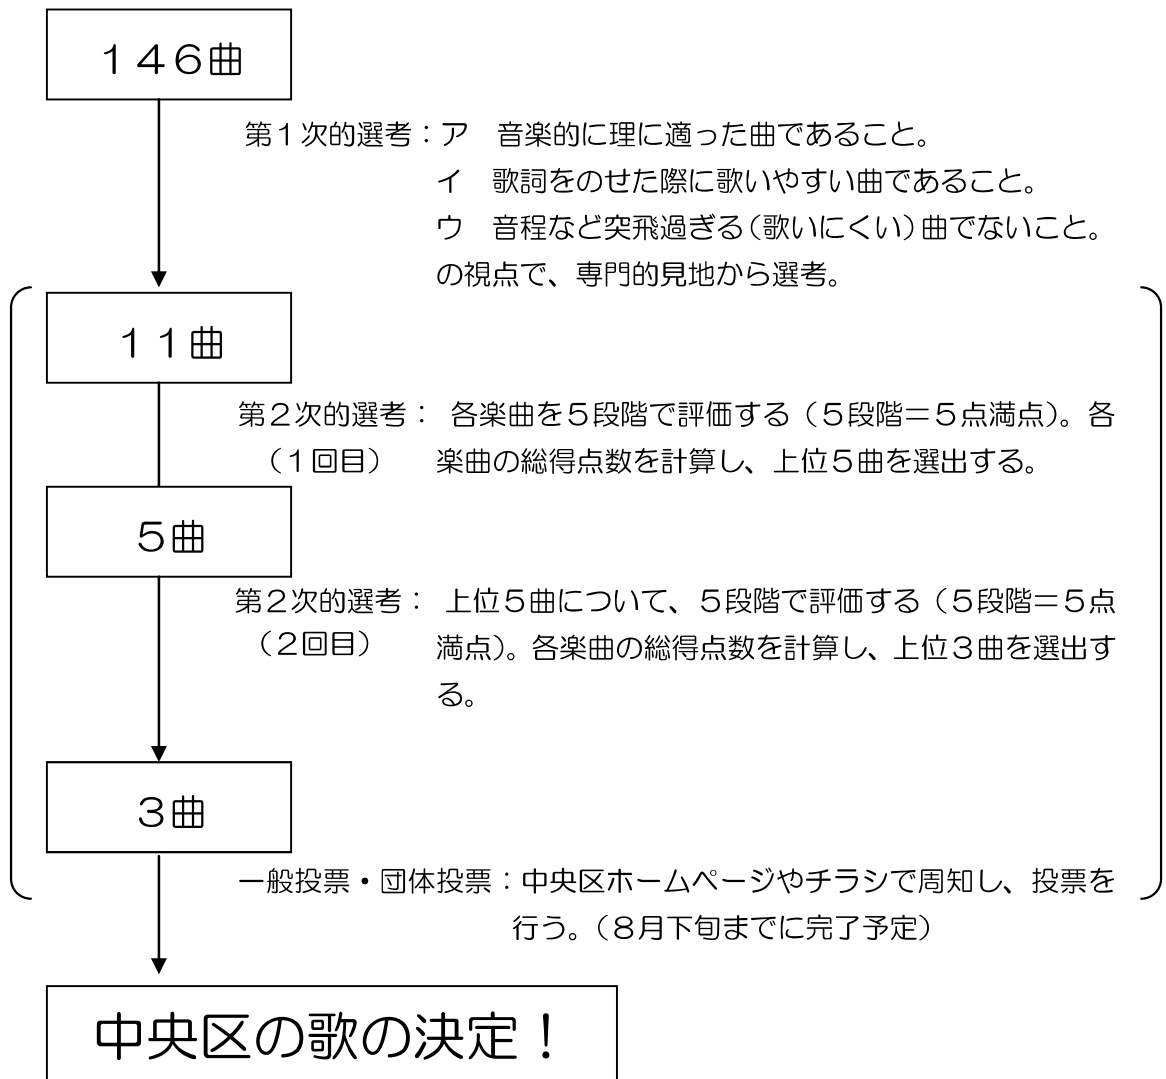 １４６曲
第１次的選考：ア　音楽的に理に適った曲であること。
イ　歌詞をのせた際に歌いやすい曲であること。
ウ　音程など突飛過ぎる（歌いにくい）曲でないこと。
の視点で、専門的見地から選考。
１１曲
第２次的選考：　各楽曲を５段階で評価する（５段階＝５点満点）。各
（１回目）　楽曲の総得点数を計算し、上位５曲を選出する。
５曲
第２次的選考：　上位５曲について、５段階で評価する（５段階＝５点
（２回目）　満点）。各楽曲の総得点数を計算し、上位３曲を選出す
る。
３曲
一般投票・団体投票：中央区ホームページやチラシで周知し、投票を
行う。（８月下旬までに完了予定）
中央区の歌の決定！